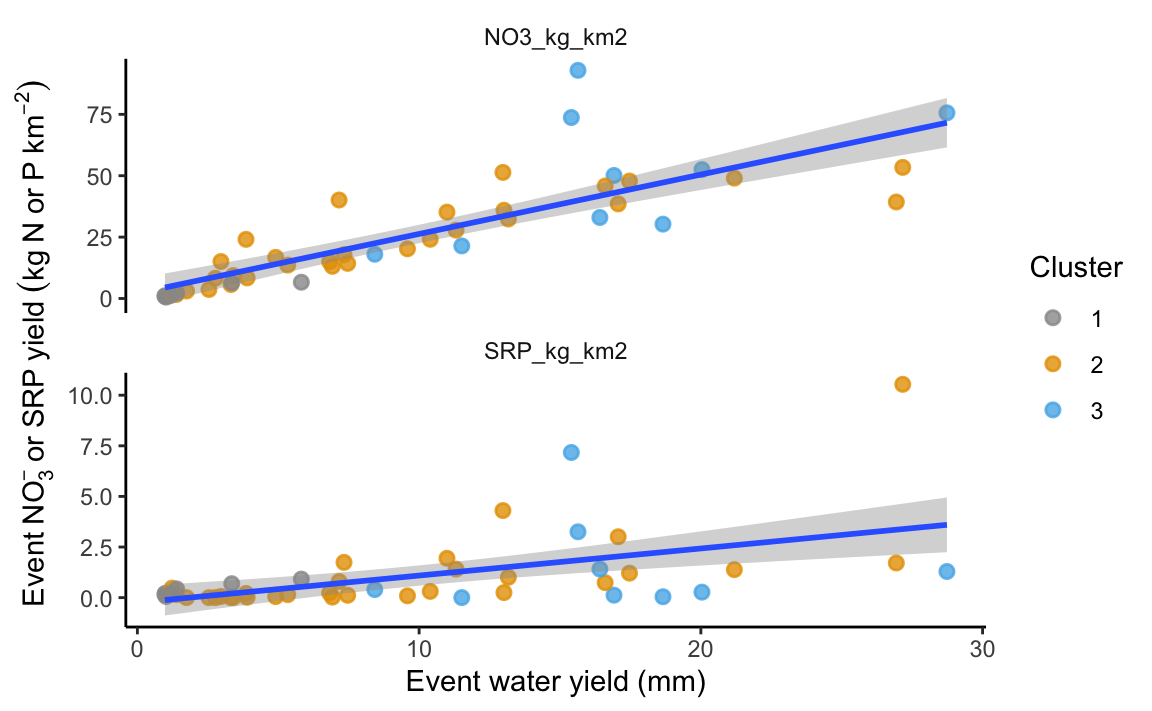 NO3_kg_km2
75
50
25
0
SRP_kg_km2
10.0
7.5
5.0
2.5
0.0
0 10 20 30
Event water yield (mm)
Event NO₃⁻ or SRP yield (kg N or P km⁻²)
Cluster
1
2
3